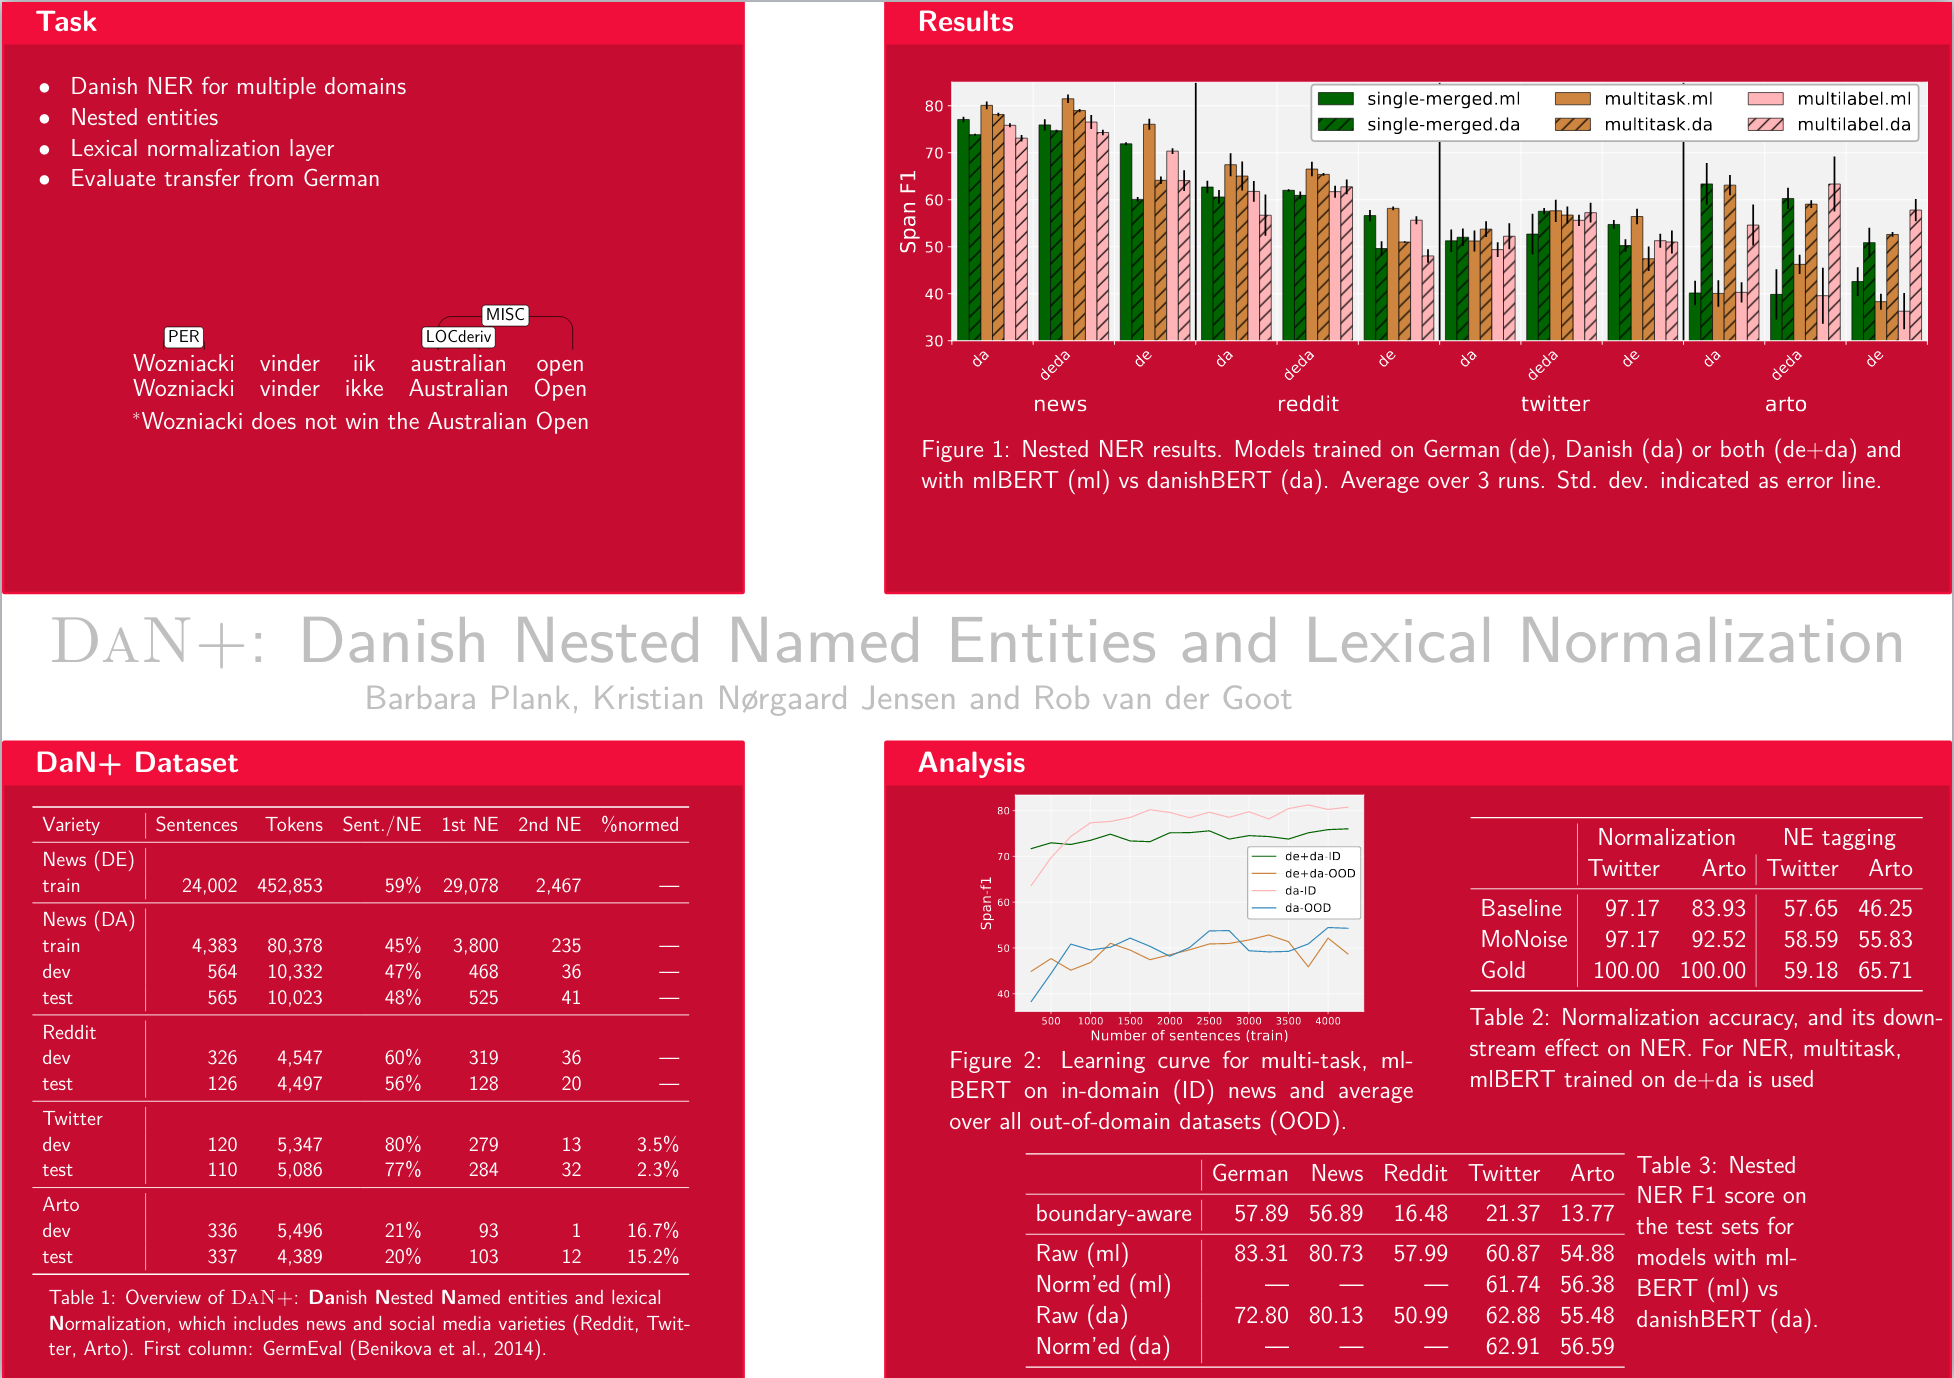 Task
• Danish NER for multiple domains
• Nested entities
• Lexical normalization layer
• Evaluate transfer from German
MISC
PER LOCderiv
Wozniacki vinder iik australian open
Wozniacki vinder ikke Australian Open
*Wozniacki does not win the Australian Open
Results
single-merged.ml multitask.ml multilabel.ml
single-merged.da multitask.da multilabel.da
Span F1
80
70
60
50
40
30
da deda de da deda de da deda de da deda de
news reddit twitter arto
Figure 1: Nested NER results. Models trained on German (de), Danish (da) or both (de+da) and
with mlBERT (ml) vs danishBERT (da). Average over 3 runs. Std. dev. indicated as error line.
DaN+: Danish Nested Named Entities and Lexical Normalization
Barbara Plank, Kristian Nørgaard Jensen and Rob van der Goot
DaN+ Dataset
Variety Sentences Tokens Sent./NE 1st NE 2nd NE %normed
News (DE)
train 24,002 452,853 59% 29,078 2,467 —
News (DA)
train 4,383 80,378 45% 3,800 235 —
dev 564 10,332 47% 468 36 —
test 565 10,023 48% 525 41 —
Reddit
dev 326 4,547 60% 319 36 —
test 126 4,497 56% 128 20 —
Twitter
dev 120 5,347 80% 279 13 3.5%
test 110 5,086 77% 284 32 2.3%
Arto
dev 336 5,496 21% 93 1 16.7%
test 337 4,389 20% 103 12 15.2%
Table 1: Overview of DaN+: Danish Nested Named entities and lexical
Normalization, which includes news and social media varieties (Reddit, Twit-
ter, Arto). First column: GermEval (Benikova et al., 2014).
Analysis
Span-f1
80
70
60
50
40
de+da-ID
de+da-OOD
da-ID
da-OOD
500 1000 1500 2000 2500 3000 3500 4000
Number of sentences (train)
Figure 2: Learning curve for multi-task, ml-
BERT on in-domain (ID) news and average
over all out-of-domain datasets (OOD).
Normalization NE tagging
Twitter Arto Twitter Arto
Baseline 97.17 83.93 57.65 46.25
MoNoise 97.17 92.52 58.59 55.83
Gold 100.00 100.00 59.18 65.71
Table 2: Normalization accuracy, and its down-
stream effect on NER. For NER, multitask,
mlBERT trained on de+da is used
German News Reddit Twitter Arto
boundary-aware 57.89 56.89 16.48 21.37 13.77
Raw (ml) 83.31 80.73 57.99 60.87 54.88
Norm'ed (ml) — — — 61.74 56.38
Raw (da) 72.80 80.13 50.99 62.88 55.48
Norm'ed (da) — — — 62.91 56.59
Table 3: Nested
NER F1 score on
the test sets for
models with ml-
BERT (ml) vs
danishBERT (da).